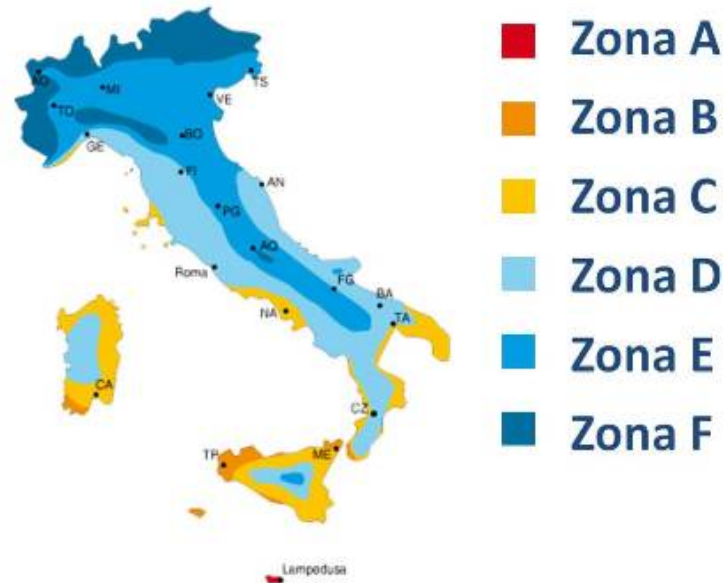 Zona A
Zona B
Zona C
Zona D
Zona E
Zona F
AO
MI
TO
TS
VE
GE
BO
FI
AN
PG
AQ
Roma
FG
BA
NA
TA
CA
CZ
TP
ME
Lampedusa